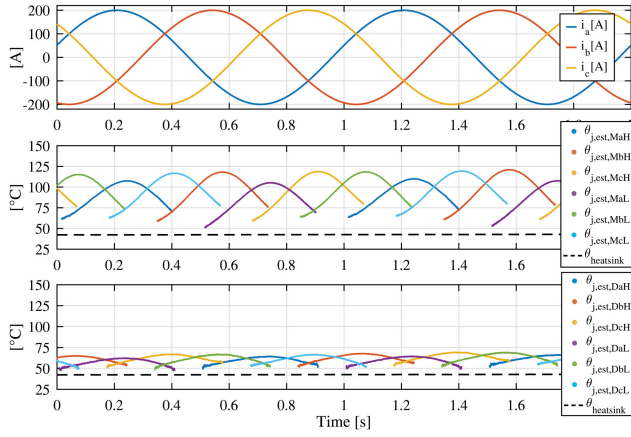 200
100
0
-100
-200
[A]
i_a[A]
i_b[A]
i_c[A]
0 0.2 0.4 0.6 0.8 1 1.2 1.4 1.6
150
125
100
75
50
25
[°C]
θ_j,est,MaH
θ_j,est,MbH
θ_j,est,McH
θ_j,est,MaL
θ_j,est,MbL
θ_j,est,McL
θ_heatsink
0 0.2 0.4 0.6 0.8 1 1.2 1.4 1.6
150
125
100
75
50
25
[°C]
θ_j,est,DaH
θ_j,est,DbH
θ_j,est,DcH
θ_j,est,DaL
θ_j,est,DbL
θ_j,est,DcL
θ_heatsink
0 0.2 0.4 0.6 0.8 1 1.2 1.4 1.6
Time [s]